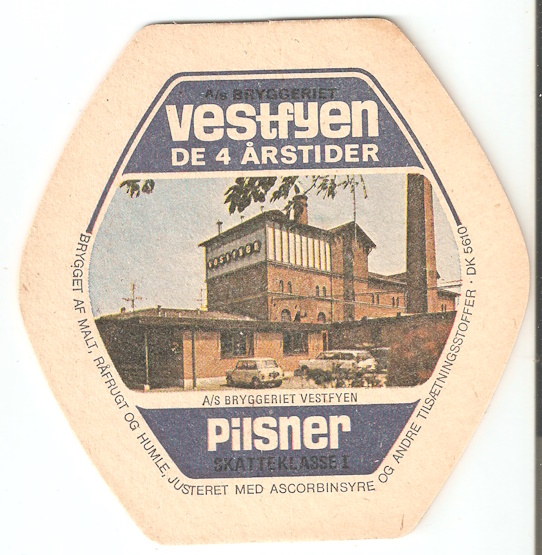 A/S BRYGGERIET
Vestfyen
DE 4 ÅRSTIDER
VESTFYEN
A/S BRYGGERIET VESTFYEN
Pilsner
SKATTEKLASSE I
BRYGGET AF MALT, RÅFRUGT OG HUMLE, JUSTERET MED ASCORBINSYRE OG ANDRE TILSÆTNINGSSTOFFER · DK 5610